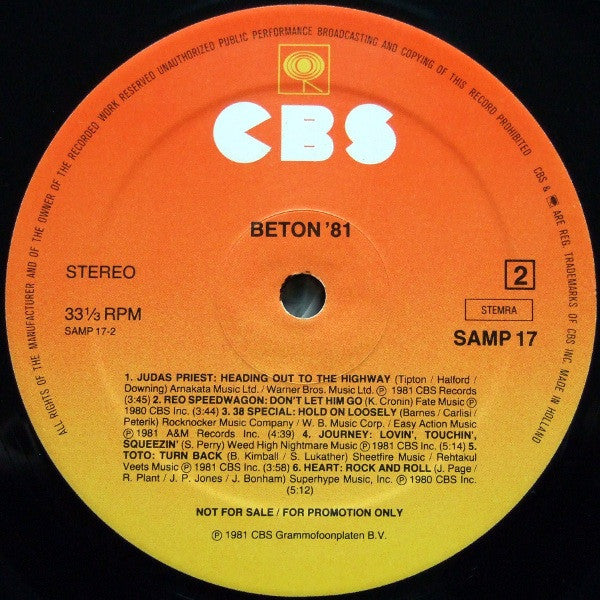 ALL RIGHTS OF THE MANUFACTURER AND OF THE OWNER OF THE RECORDED WORK RESERVED UNAUTHORIZED PUBLIC PERFORMANCE BROADCASTING AND COPYING OF THIS RECORD PROHIBITED CBS & ARE REG. TRADEMARKS OF CBS INC. MADE IN HOLLAND
CBS
BETON '81
STEREO
2
33⅓ RPM
STEMRA
SAMP 17-2
SAMP 17
1. JUDAS PRIEST: HEADING OUT TO THE HIGHWAY (Tipton / Halford /
Downing) Arnakata Music Ltd. / Warner Bros. Music Ltd. ℗ 1981 CBS Records
(3:45) 2. REO SPEEDWAGON: DON'T LET HIM GO (K. Cronin) Fate Music ℗
1980 CBS Inc. (3:44) 3. 38 SPECIAL: HOLD ON LOOSELY (Barnes / Carlisi /
Peterik) Rocknocker Music Company / W. B. Music Corp. / Easy Action Music
℗ 1981 A&M Records Inc. (4:39) 4. JOURNEY: LOVIN', TOUCHIN',
SQUEEZIN' (S. Perry) Weed High Nightmare Music ℗ 1981 CBS Inc. (5:14) 5.
TOTO: TURN BACK (B. Kimball / S. Lukather) Sheetfire Music / Rehtakul
Veets Music ℗ 1981 CBS Inc. (3:58) 6. HEART: ROCK AND ROLL (J. Page /
R. Plant / J. P. Jones / J. Bonham) Superhype Music, Inc. ℗ 1980 CBS Inc.
(5:12)
NOT FOR SALE / FOR PROMOTION ONLY
℗ 1981 CBS Grammofoonplaten B.V.